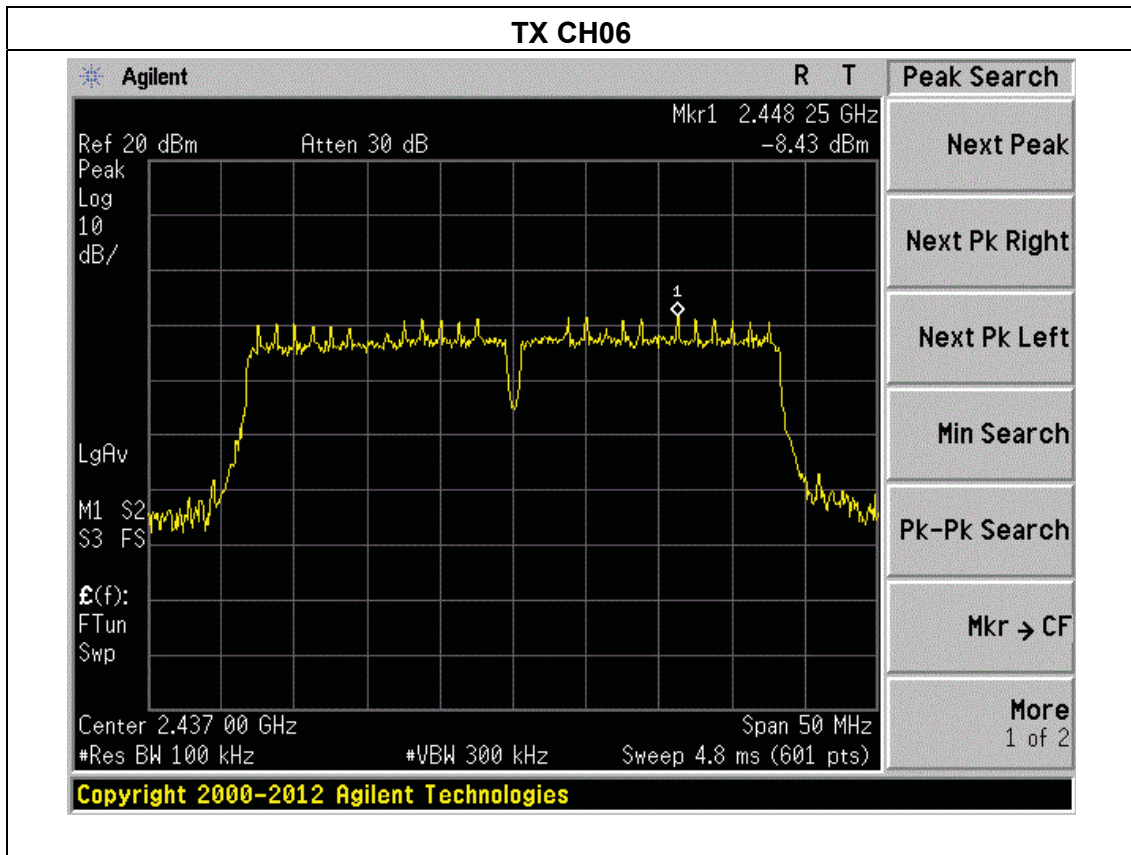 TX CH06
Agilent R T Peak Search
Mkr1 2.448 25 GHz
Ref 20 dBm Atten 30 dB -8.43 dBm
Peak
Log
10
dB/
1
LgAv
M1 S2
S3 FS
£(f):
FTun
Swp
Center 2.437 00 GHz Span 50 MHz
#Res BW 100 kHz #VBW 300 kHz Sweep 4.8 ms (601 pts)
Copyright 2000-2012 Agilent Technologies
Next Peak
Next Pk Right
Next Pk Left
Min Search
Pk-Pk Search
Mkr → CF
More
1 of 2